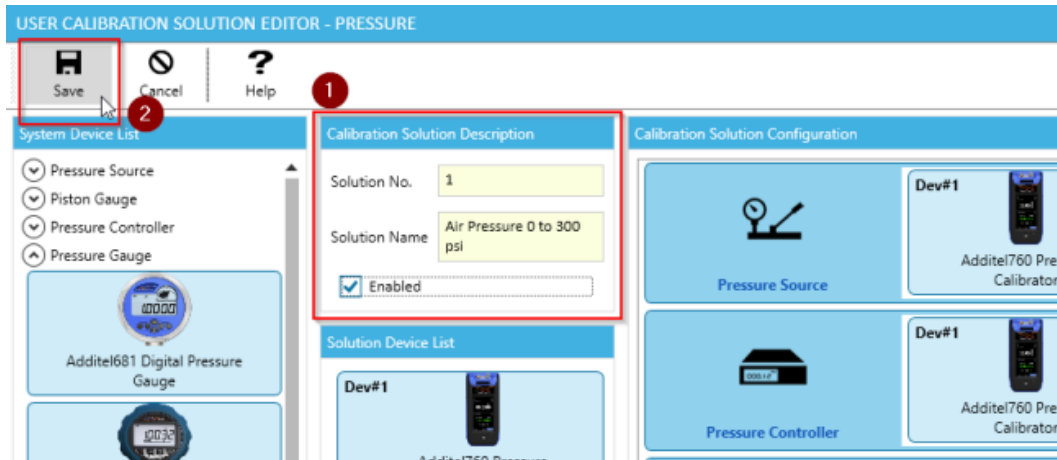 USER CALIBRATION SOLUTION EDITOR - PRESSURE
Save
Cancel
?
Help
1
2
System Device List
Pressure Source
Piston Gauge
Pressure Controller
Pressure Gauge
Additel681 Digital Pressure
Gauge
Calibration Solution Description
Solution No.
1
Solution Name
Air Pressure 0 to 300
psi
Enabled
Solution Device List
Dev#1
Additel760 Pressure
Calibration Solution Configuration
Pressure Source
Dev#1
Additel760 Pre
Calibrator
Pressure Controller
Dev#1
Additel760 Pre
Calibrator